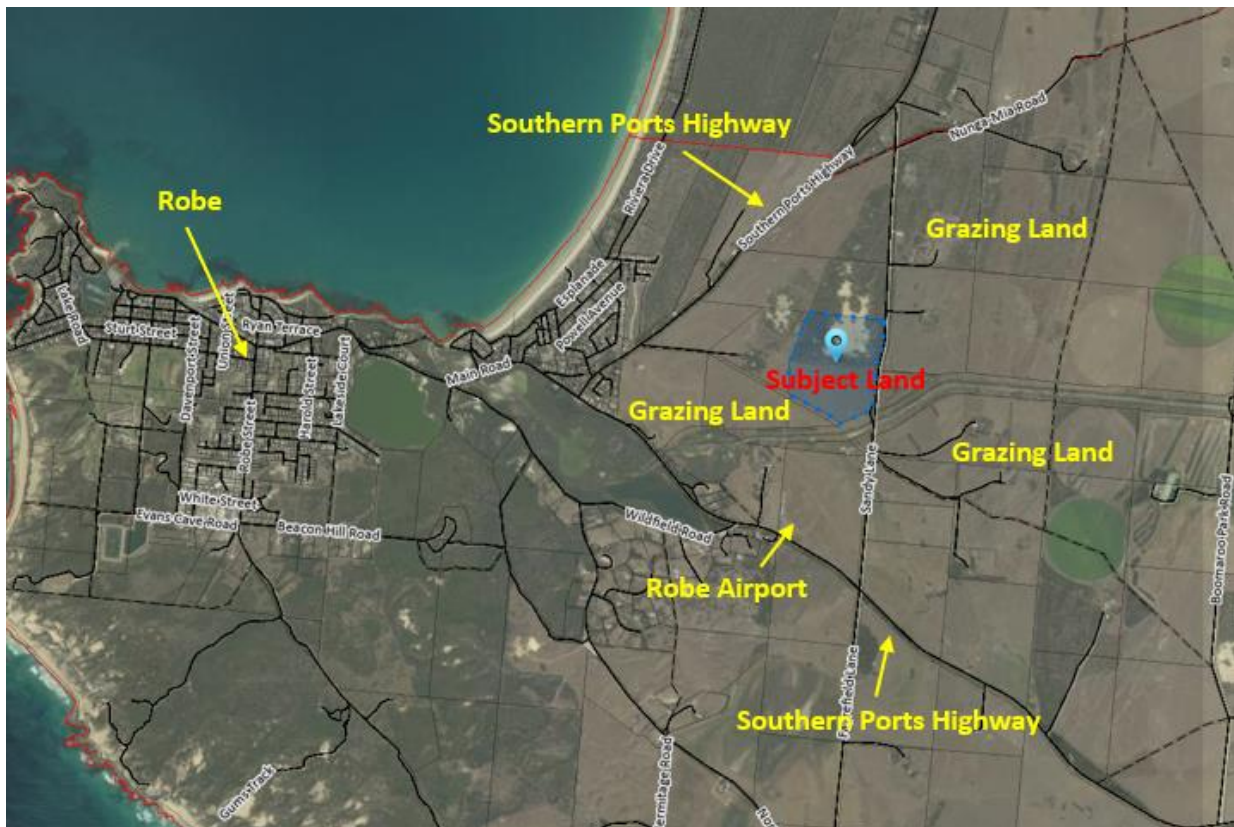 Southern Ports Highway
Nunga Mia Road
Riviera Drive
Southern Ports Highway
Robe
Grazing Land
Lake Road
Esplanade
Sturt Street
Union Street
Ryan Terrace
Davenport Street
Powell Avenue
Main Road
Harold Street
Lakeside Court
Subject Land
Grazing Land
Robe Street
Grazing Land
Sandy Lane
White Street
Evans Cave Road
Beacon Hill Road
Wildfield Road
Boomaroo Park Road
Robe Airport
Southern Ports Highway
Gums Track